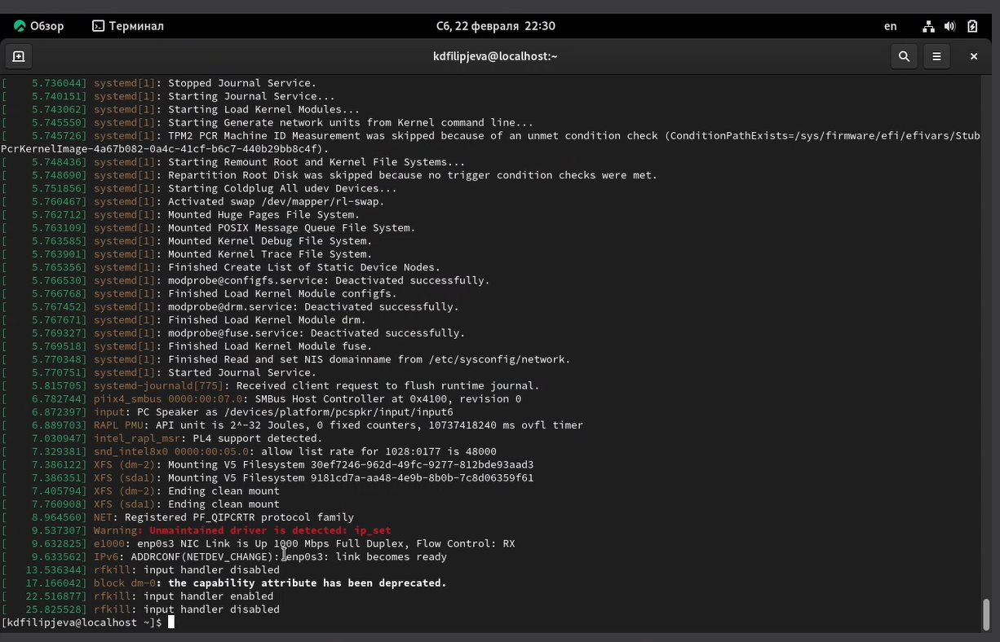 Обзор Терминал Сб, 22 февраля 22:30 en
kdfilipjeva@localhost:~
[    5.736044] systemd[1]: Stopped Journal Service.
[    5.740151] systemd[1]: Starting Journal Service...
[    5.743062] systemd[1]: Starting Load Kernel Modules...
[    5.745550] systemd[1]: Starting Generate network units from Kernel command line...
[    5.745726] systemd[1]: TPM2 PCR Machine ID Measurement was skipped because of an unmet condition check (ConditionPathExists=/sys/firmware/efi/efivars/Stub
PcrKernelImage-4a67b082-0a4c-41cf-b6c7-440b29bb8c4f).
[    5.748436] systemd[1]: Starting Remount Root and Kernel File Systems...
[    5.748690] systemd[1]: Repartition Root Disk was skipped because no trigger condition checks were met.
[    5.751856] systemd[1]: Starting Coldplug All udev Devices...
[    5.760467] systemd[1]: Activated swap /dev/mapper/rl-swap.
[    5.762712] systemd[1]: Mounted Huge Pages File System.
[    5.763109] systemd[1]: Mounted POSIX Message Queue File System.
[    5.763585] systemd[1]: Mounted Kernel Debug File System.
[    5.763901] systemd[1]: Mounted Kernel Trace File System.
[    5.765356] systemd[1]: Finished Create List of Static Device Nodes.
[    5.766530] systemd[1]: modprobe@configfs.service: Deactivated successfully.
[    5.766768] systemd[1]: Finished Load Kernel Module configfs.
[    5.767452] systemd[1]: modprobe@drm.service: Deactivated successfully.
[    5.767671] systemd[1]: Finished Load Kernel Module drm.
[    5.769327] systemd[1]: modprobe@fuse.service: Deactivated successfully.
[    5.769518] systemd[1]: Finished Load Kernel Module fuse.
[    5.770348] systemd[1]: Finished Read and set NIS domainname from /etc/sysconfig/network.
[    5.770751] systemd[1]: Started Journal Service.
[    5.815705] systemd-journald[775]: Received client request to flush runtime journal.
[    6.782744] piix4_smbus 0000:00:07.0: SMBus Host Controller at 0x4100, revision 0
[    6.872397] input: PC Speaker as /devices/platform/pcspkr/input/input6
[    6.889703] RAPL PMU: API unit is 2^-32 Joules, 0 fixed counters, 10737418240 ms ovfl timer
[    7.030947] intel_rapl_msr: PL4 support detected.
[    7.329381] snd_intel8x0 0000:00:05.0: allow list rate for 1028:0177 is 48000
[    7.386122] XFS (dm-2): Mounting V5 Filesystem 30ef7246-962d-49fc-9277-812bde93aad3
[    7.386351] XFS (sda1): Mounting V5 Filesystem 9181cd7a-aa48-4e9b-8b0b-7c8d06359f61
[    7.405794] XFS (dm-2): Ending clean mount
[    7.760908] XFS (sda1): Ending clean mount
[    8.964560] NET: Registered PF_QIPCRTR protocol family
[    9.537307] Warning: Unmaintained driver is detected: ip_set
[    9.632825] e1000: enp0s3 NIC Link is Up 1000 Mbps Full Duplex, Flow Control: RX
[    9.633562] IPv6: ADDRCONF(NETDEV_CHANGE): enp0s3: link becomes ready
[   13.536344] rfkill: input handler disabled
[   17.166042] block dm-0: the capability attribute has been deprecated.
[   22.516877] rfkill: input handler enabled
[   25.825528] rfkill: input handler disabled
[kdfilipjeva@localhost ~]$